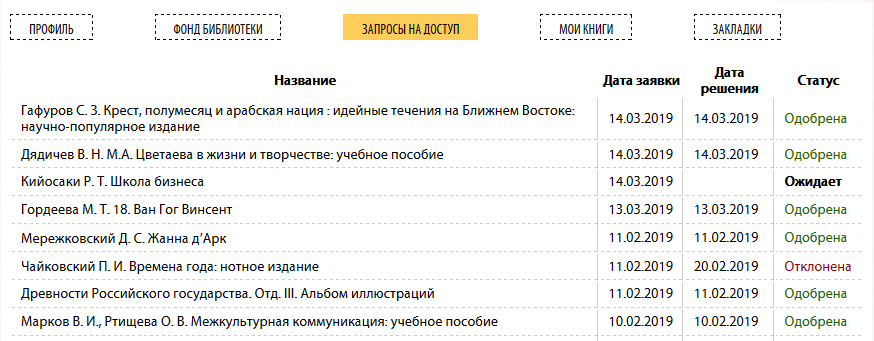 ПРОФИЛЬ ФОНД БИБЛИОТЕКИ ЗАПРОСЫ НА ДОСТУП МОИ КНИГИ ЗАКЛАДКИ
Название Дата заявки Дата решения Статус
Гафуров С. З. Крест, полумесяц и арабская нация : идейные течения на Ближнем Востоке:
научно-популярное издание 14.03.2019 14.03.2019 Одобрена
Дядичев В. Н. М.А. Цветаева в жизни и творчестве: учебное пособие 14.03.2019 14.03.2019 Одобрена
Кийосаки Р. Т. Школа бизнеса 14.03.2019 Ожидает
Гордеева М. Т. 18. Ван Гог Винсент 13.03.2019 13.03.2019 Одобрена
Мережковский Д. С. Жанна д’Арк 11.02.2019 11.02.2019 Одобрена
Чайковский П. И. Времена года: нотное издание 11.02.2019 20.02.2019 Отклонена
Древности Российского государства. Отд. III. Альбом иллюстраций 11.02.2019 11.02.2019 Одобрена
Марков В. И., Ртищева О. В. Межкультурная коммуникация: учебное пособие 10.02.2019 10.02.2019 Одобрена